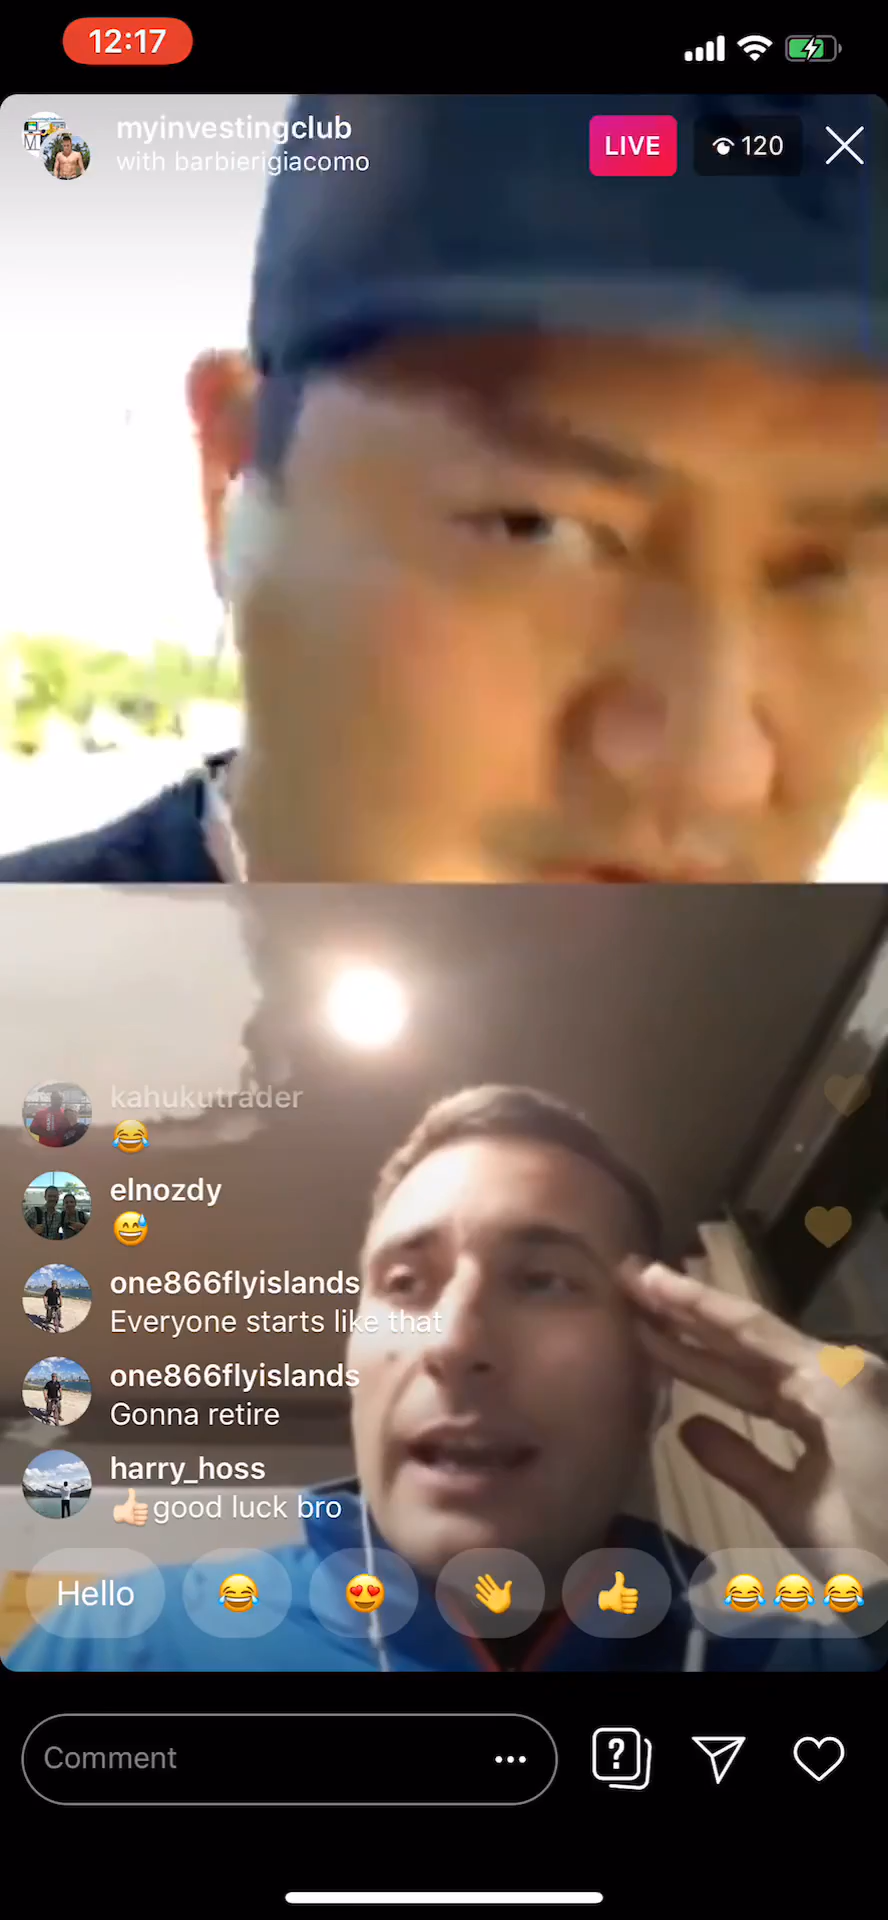 12:17
myinvestingclub
with barbierigiacomo
LIVE
120
kahukutrader
😂
elnozdy
😅
one866flyislands
Everyone starts like that
one866flyislands
Gonna retire
harry_hoss
👍🏻good luck bro
Hello 😂 😍 👋 👍 😂😂😂
Comment